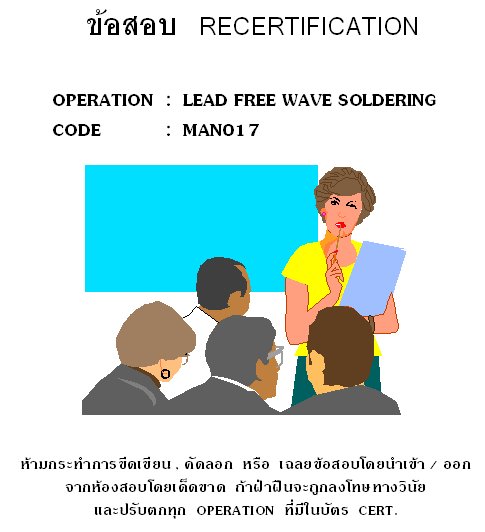 ข้อสอบ RECERTIFICATION
OPERATION : LEAD FREE WAVE SOLDERING
CODE : MAN017
ห้ามกระทำการขีดเขียน , คัดลอก หรือ เฉลยข้อสอบโดยนำเข้า / ออก
จากห้องสอบโดยเด็ดขาด ถ้าฝ่าฝืนจะถูกลงโทษทางวินัย
และปรับตกทุก OPERATION ที่มีในบัตร CERT.